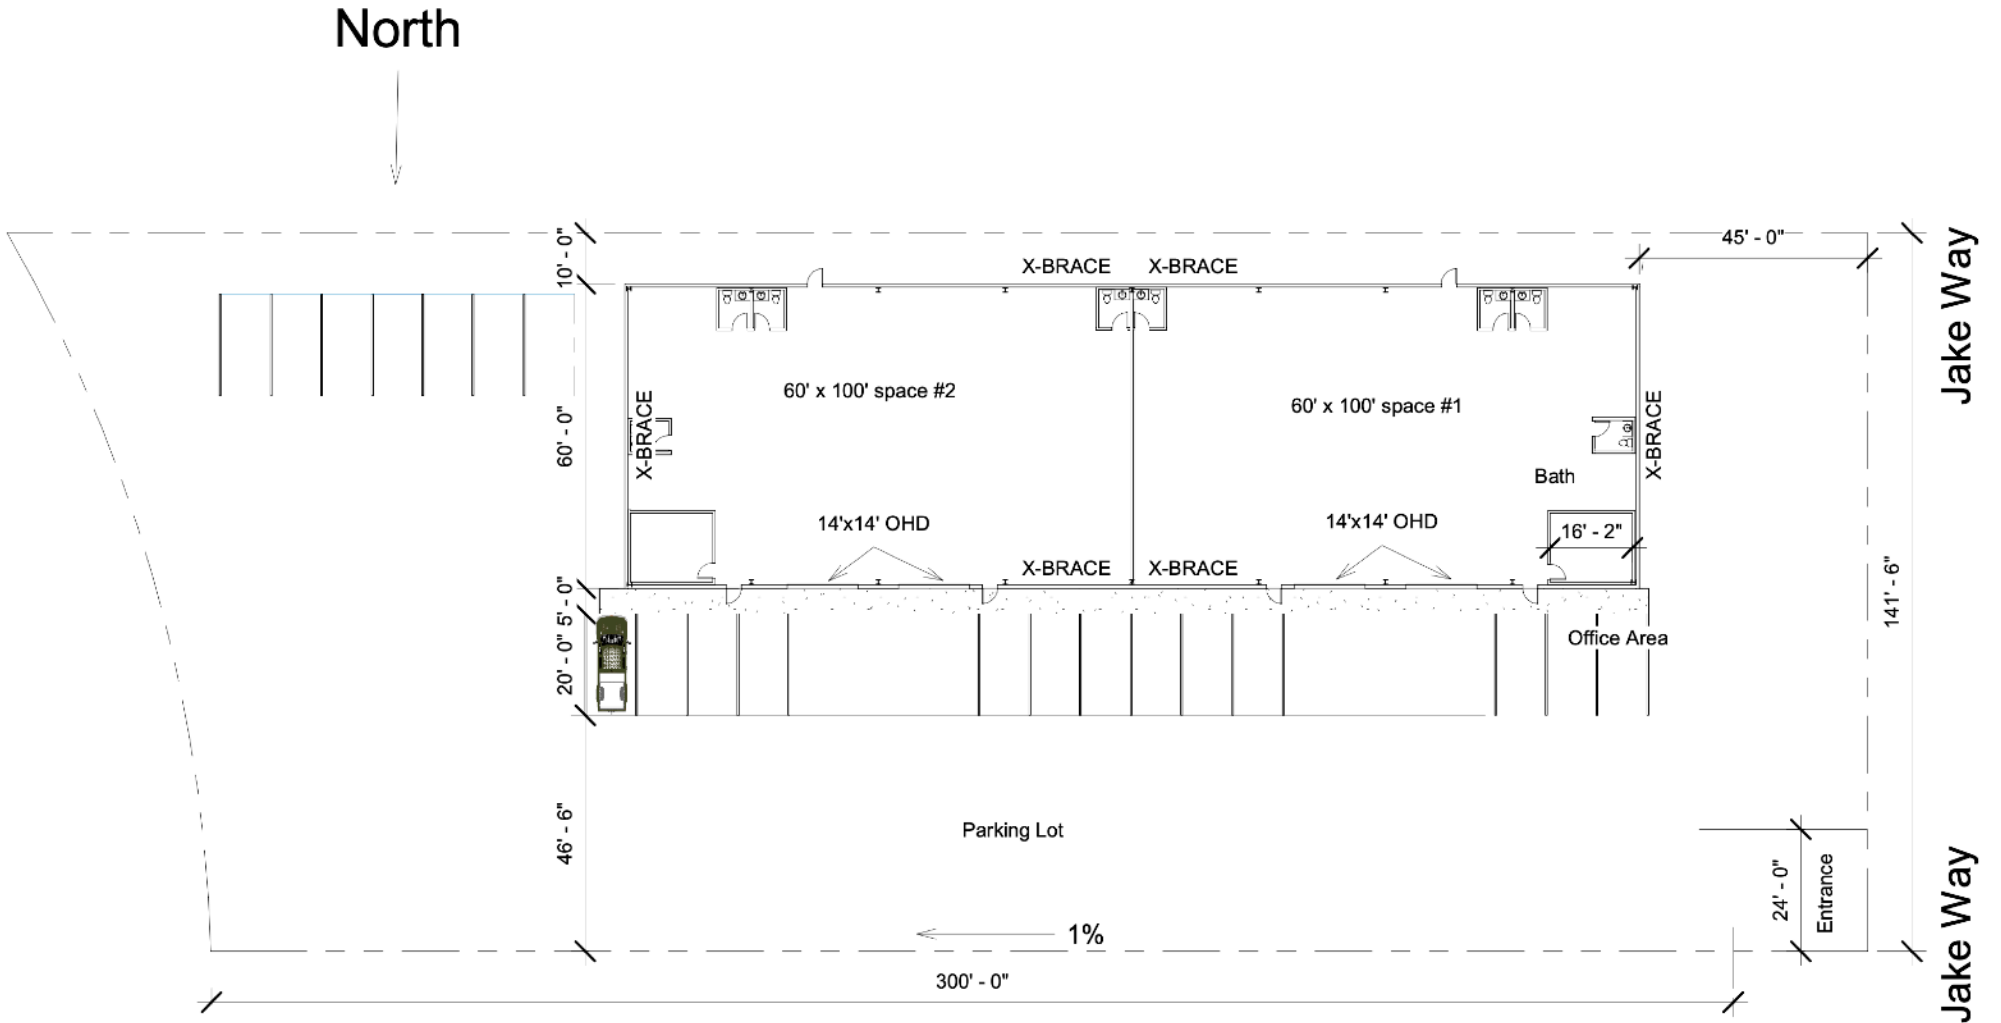 North
10' - 0"
45' - 0"
X-BRACE
X-BRACE
Jake Way
60' x 100' space #2
60' x 100' space #1
60' - 0"
X-BRACE
X-BRACE
Bath
14'x14' OHD
14'x14' OHD
16' - 2"
X-BRACE
X-BRACE
5' - 0"
141' - 6"
Office Area
20' - 0"
46' - 6"
Parking Lot
24' - 0"
Entrance
Jake Way
1%
300' - 0"